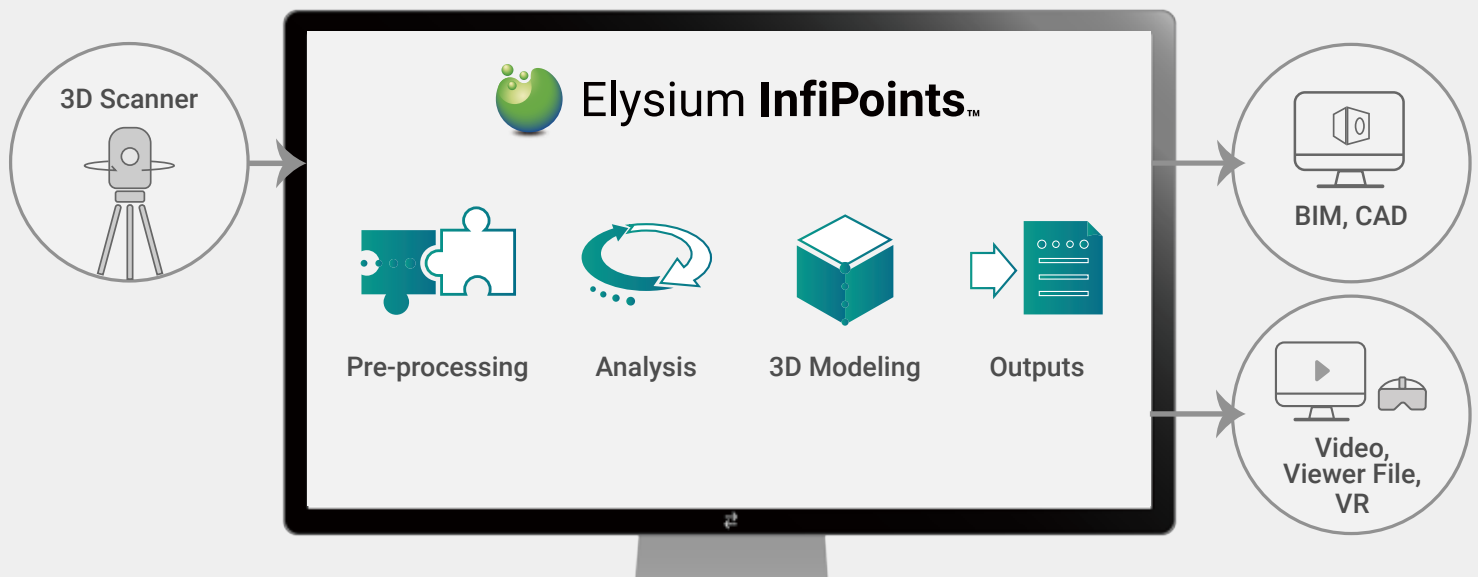 3D Scanner
Elysium InfiPoints™
Pre-processing
Analysis
3D Modeling
Outputs
BIM, CAD
Video,
Viewer File,
VR